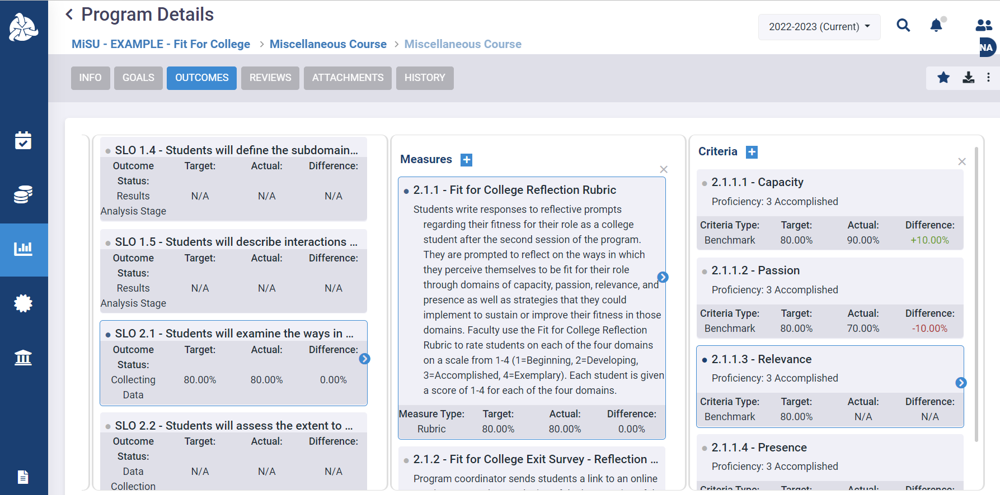 Program Details
2022-2023 (Current)
NA
MiSU - EXAMPLE - Fit For College > Miscellaneous Course > Miscellaneous Course
INFO GOALS OUTCOMES REVIEWS ATTACHMENTS HISTORY
SLO 1.4 - Students will define the subdomain...
Outcome Status: Target: Actual: Difference:
Results Analysis Stage N/A N/A N/A
SLO 1.5 - Students will describe interactions ...
Outcome Status: Target: Actual: Difference:
Results Analysis Stage N/A N/A N/A
SLO 2.1 - Students will examine the ways in ...
Outcome Status: Target: Actual: Difference:
Collecting Data 80.00% 80.00% 0.00%
SLO 2.2 - Students will assess the extent to ...
Outcome Status: Target: Actual: Difference:
Data Collection N/A N/A N/A
Measures
2.1.1 - Fit for College Reflection Rubric
Students write responses to reflective prompts
regarding their fitness for their role as a college
student after the second session of the program.
They are prompted to reflect on the ways in which
they perceive themselves to be fit for their role
through domains of capacity, passion, relevance, and
presence as well as strategies that they could
implement to sustain or improve their fitness in those
domains. Faculty use the Fit for College Reflection
Rubric to rate students on each of the four domains
on a scale from 1-4 (1=Beginning, 2=Developing,
3=Accomplished, 4=Exemplary). Each student is given
a score of 1-4 for each of the four domains.
Measure Type: Target: Actual: Difference:
Rubric 80.00% 80.00% 0.00%
2.1.2 - Fit for College Exit Survey - Reflection ...
Program coordinator sends students a link to an online
Criteria
2.1.1.1 - Capacity
Proficiency: 3 Accomplished
Criteria Type: Target: Actual: Difference:
Benchmark 80.00% 90.00% +10.00%
2.1.1.2 - Passion
Proficiency: 3 Accomplished
Criteria Type: Target: Actual: Difference:
Benchmark 80.00% 70.00% -10.00%
2.1.1.3 - Relevance
Proficiency: 3 Accomplished
Criteria Type: Target: Actual: Difference:
Benchmark 80.00% N/A N/A
2.1.1.4 - Presence
Proficiency: 3 Accomplished
Criteria Type: Target: Actual: Difference: